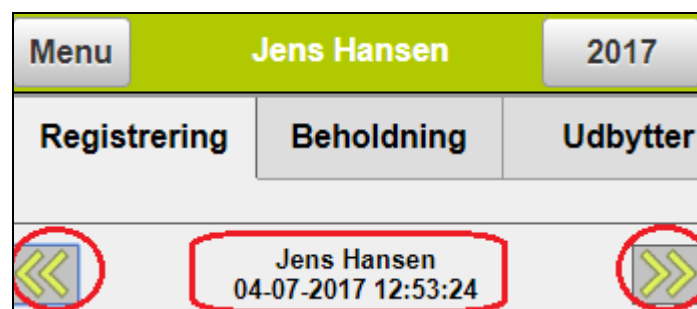 Menu Jens Hansen 2017
Registrering Beholdning Udbytter
Jens Hansen
04-07-2017 12:53:24